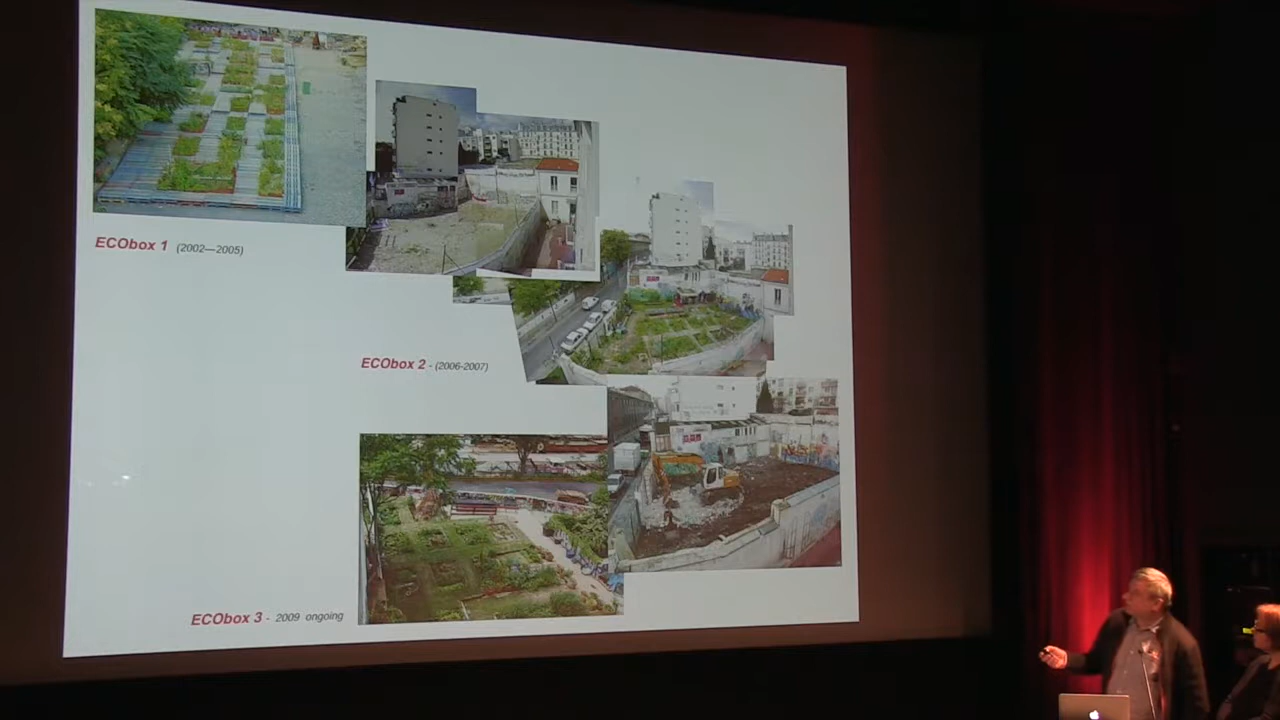 ECObox 1 (2002—2005)
ECObox 2 - (2006-2007)
ECObox 3 - 2009 ongoing